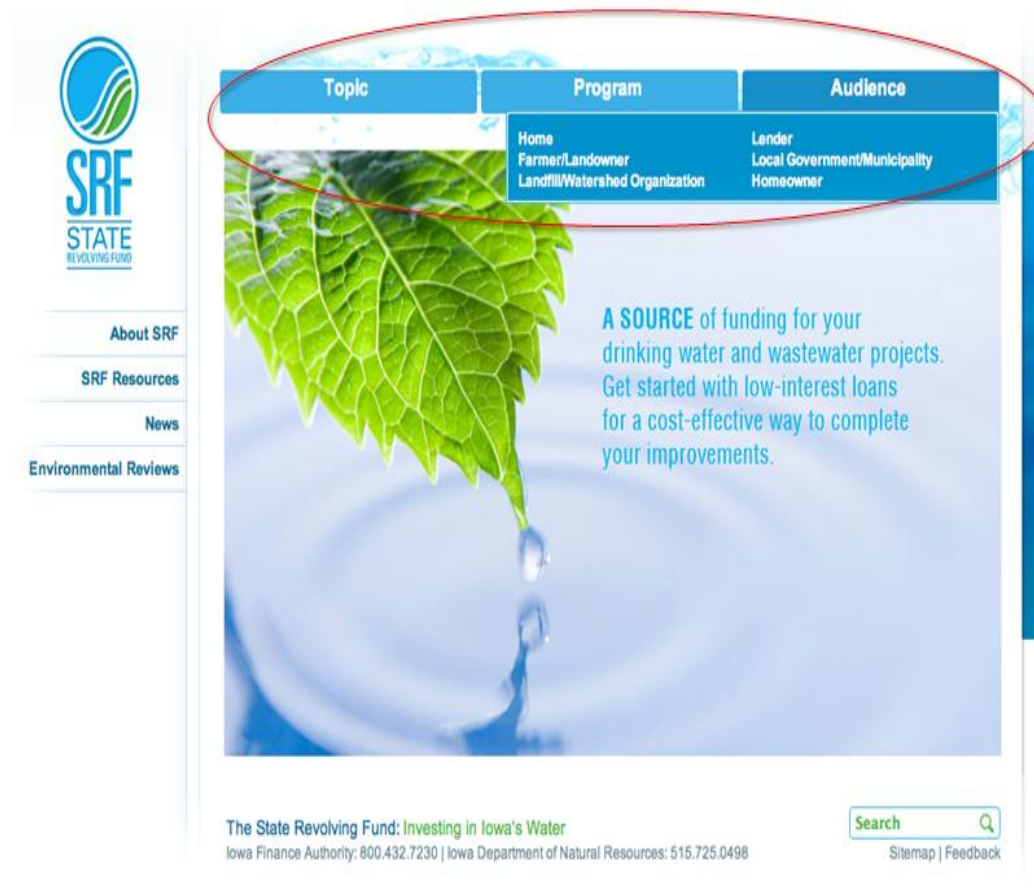 Topic
Program
Audience
Home
Farmer/Landowner
Landfill/Watershed Organization
Lender
Local Government/Municipality
Homeowner
SRF
STATE
REVOLVING FUND
About SRF
SRF Resources
News
Environmental Reviews
A SOURCE of funding for your
drinking water and wastewater projects.
Get started with low-interest loans
for a cost-effective way to complete
your improvements.
The State Revolving Fund: Investing in Iowa's Water
Iowa Finance Authority: 800.432.7230 | Iowa Department of Natural Resources: 515.725.0498
Search
Sitemap | Feedback